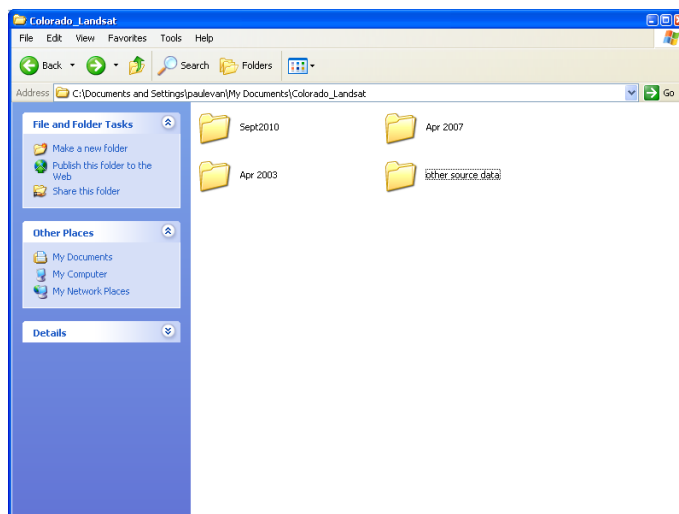 Colorado_Landsat
File Edit View Favorites Tools Help
Back Search Folders
Address C:\Documents and Settings\paulevan\My Documents\Colorado_Landsat Go
File and Folder Tasks
Make a new folder
Publish this folder to the
Web
Share this folder
Other Places
My Documents
My Computer
My Network Places
Details
Sept2010 Apr 2007
Apr 2003 other source data